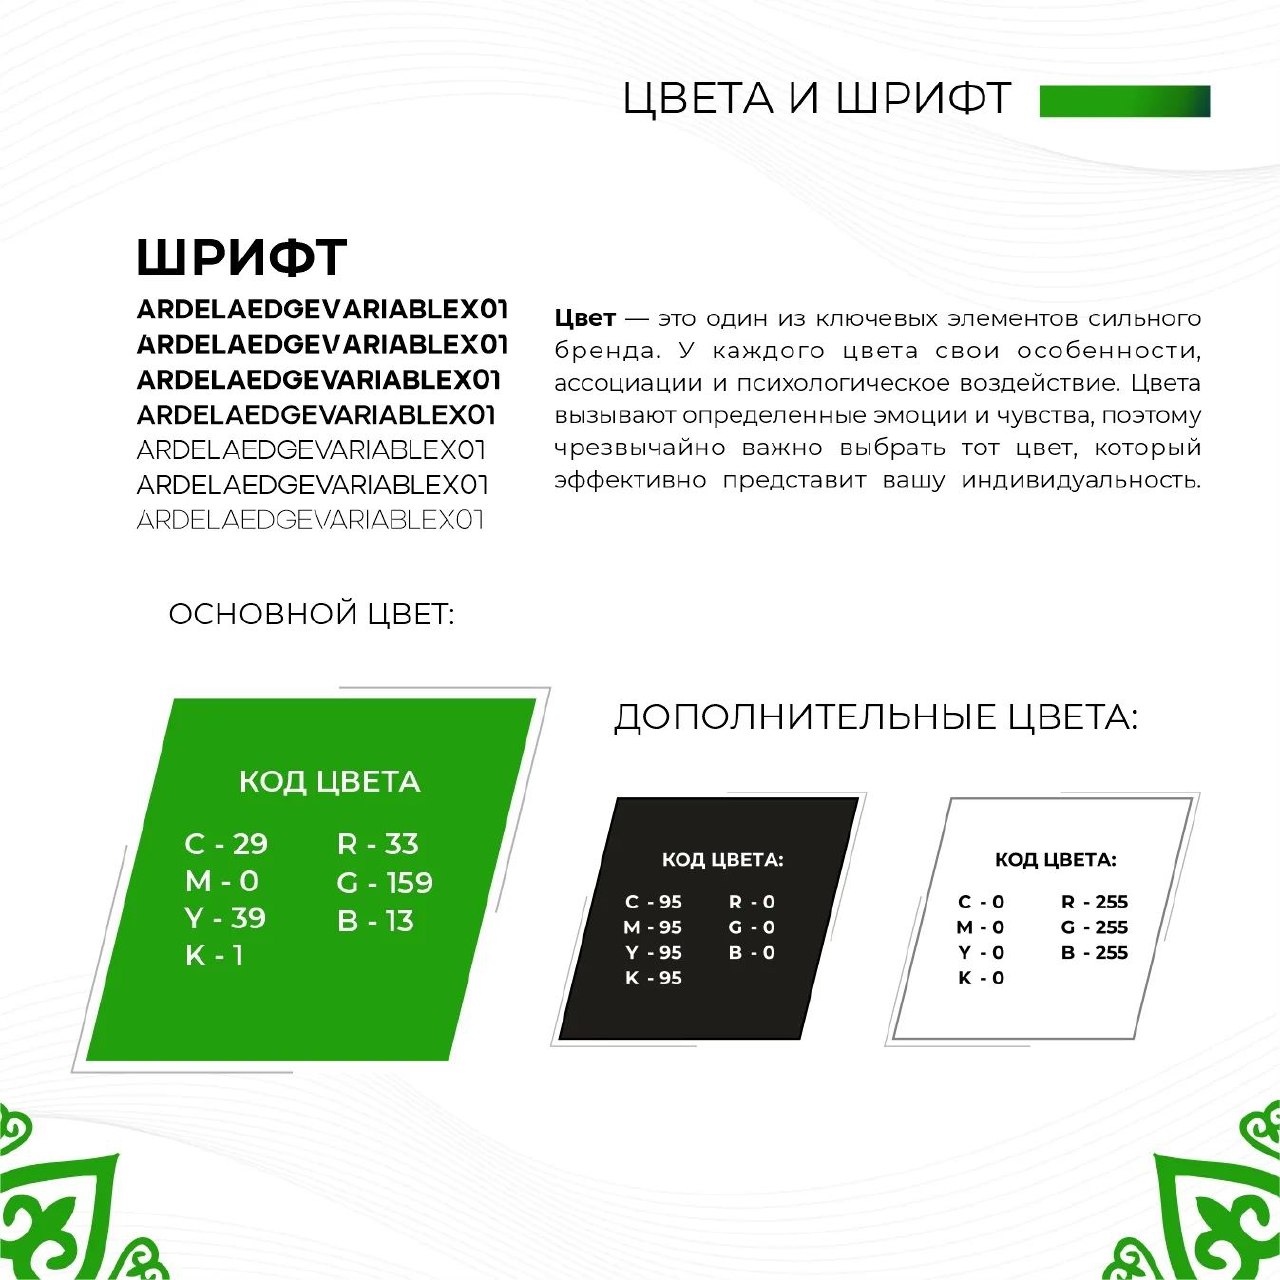 ЦВЕТА И ШРИФТ
ШРИФТ
ARDELAEDGEVARIABLEX01
ARDELAEDGEVARIABLEX01
ARDELAEDGEVARIABLEX01
ARDELAEDGEVARIABLEX01
ARDELAEDGEVARIABLEX01
ARDELAEDGEVARIABLEX01
ARDELAEDGEVARIABLEX01
Цвет — это один из ключевых элементов сильного
бренда. У каждого цвета свои особенности,
ассоциации и психологическое воздействие. Цвета
вызывают определенные эмоции и чувства, поэтому
чрезвычайно важно выбрать тот цвет, который
эффективно представит вашу индивидуальность.
ОСНОВНОЙ ЦВЕТ:
КОД ЦВЕТА
C - 29 R - 33
M - 0 G - 159
Y - 39 B - 13
K - 1
ДОПОЛНИТЕЛЬНЫЕ ЦВЕТА:
КОД ЦВЕТА:
C - 95 R - 0
M - 95 G - 0
Y - 95 B - 0
K - 95
КОД ЦВЕТА:
C - 0 R - 255
M - 0 G - 255
Y - 0 B - 255
K - 0